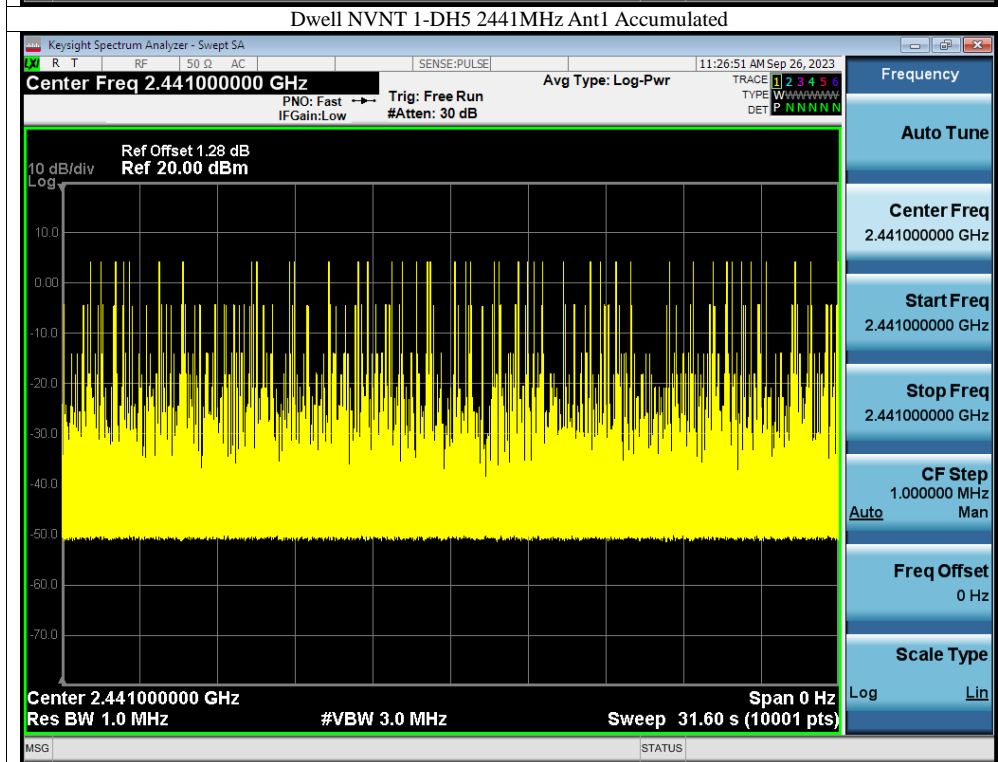 Dwell NVNT 1-DH5 2441MHz Ant1 Accumulated
Keysight Spectrum Analyzer - Swept SA
LXI R T RF 50 Ω AC SENSE:PULSE 11:26:51 AM Sep 26, 2023
Center Freq 2.441000000 GHz
PNO: Fast
IFGain:Low
Trig: Free Run
#Atten: 30 dB
Avg Type: Log-Pwr
TRACE 1 2 3 4 5 6
TYPE WWWWWW
DET P NNNNN
Ref Offset 1.28 dB
10 dB/div Ref 20.00 dBm
Log
10.0
0.00
-10.0
-20.0
-30.0
-40.0
-50.0
-60.0
-70.0
Center 2.441000000 GHz Span 0 Hz
Res BW 1.0 MHz #VBW 3.0 MHz Sweep 31.60 s (10001 pts)
MSG STATUS
Frequency
Auto Tune
Center Freq
2.441000000 GHz
Start Freq
2.441000000 GHz
Stop Freq
2.441000000 GHz
CF Step
1.000000 MHz
Auto Man
Freq Offset
0 Hz
Scale Type
Log Lin